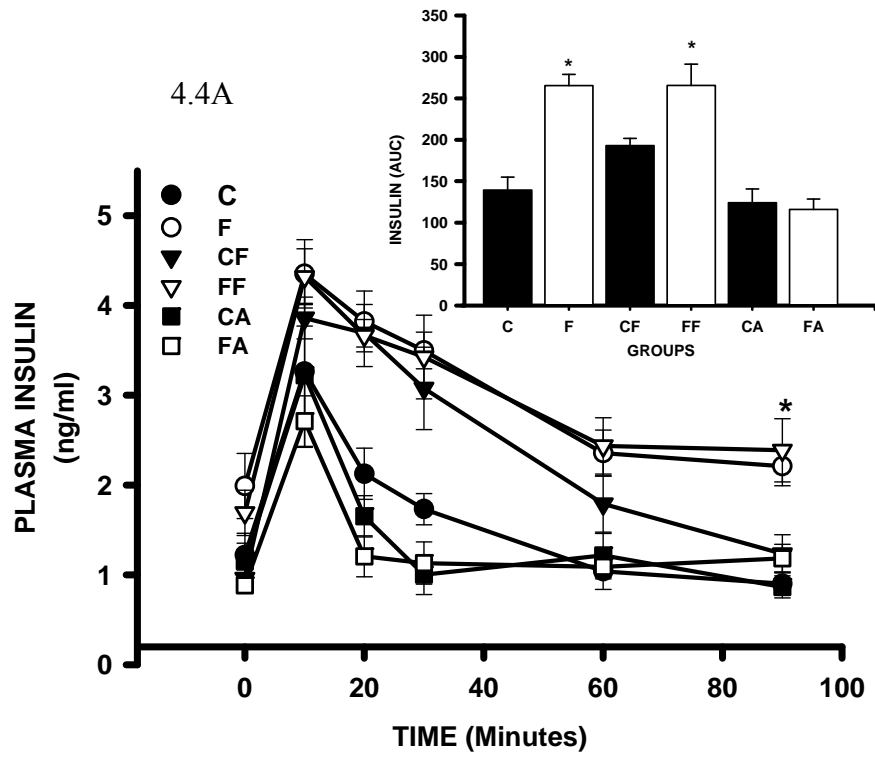 4.4A
C
F
CF
FF
CA
FA
PLASMA INSULIN
(ng/ml)
5
4
3
2
1
0
*
0 20 40 60 80 100
TIME (Minutes)
INSULIN (AUC)
350
300
250
200
150
100
50
0
* *
C F CF FF CA FA
GROUPS